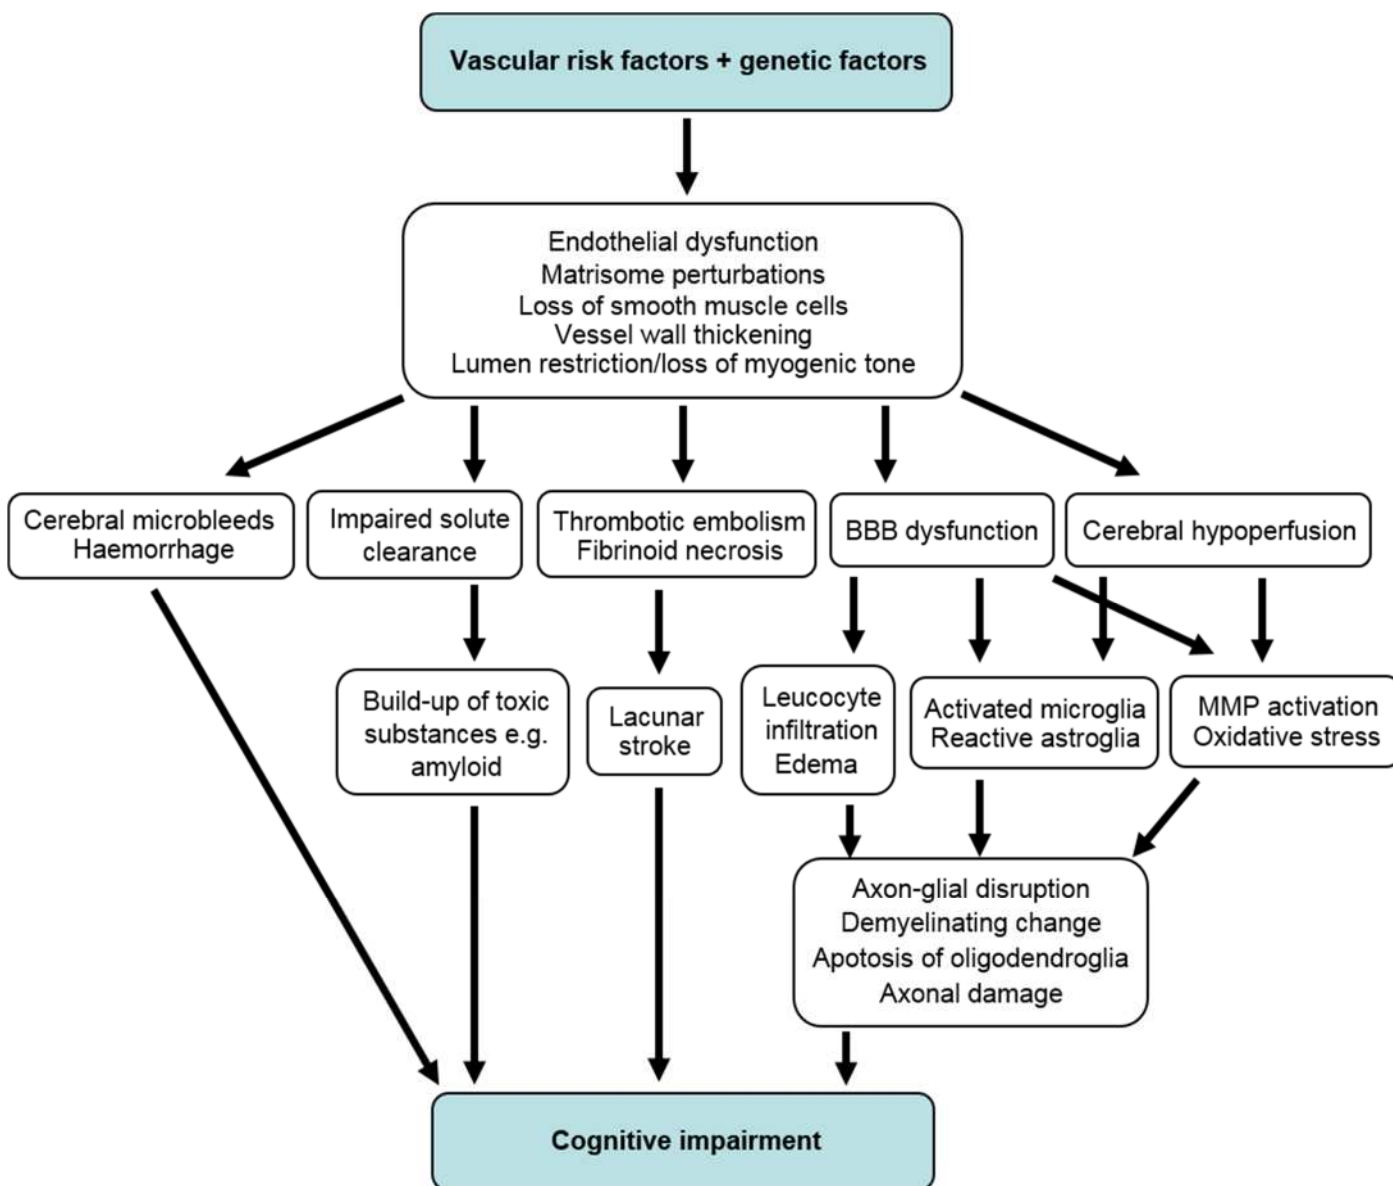 Vascular risk factors + genetic factors
Endothelial dysfunction
Matrisome perturbations
Loss of smooth muscle cells
Vessel wall thickening
Lumen restriction/loss of myogenic tone
Cerebral microbleeds
Haemorrhage
Impaired solute
clearance
Thrombotic embolism
Fibrinoid necrosis
BBB dysfunction
Cerebral hypoperfusion
Build-up of toxic
substances e.g.
amyloid
Lacunar
stroke
Leucocyte
infiltration
Edema
Activated microglia
Reactive astroglia
MMP activation
Oxidative stress
Axon-glial disruption
Demyelinating change
Apotosis of oligodendroglia
Axonal damage
Cognitive impairment